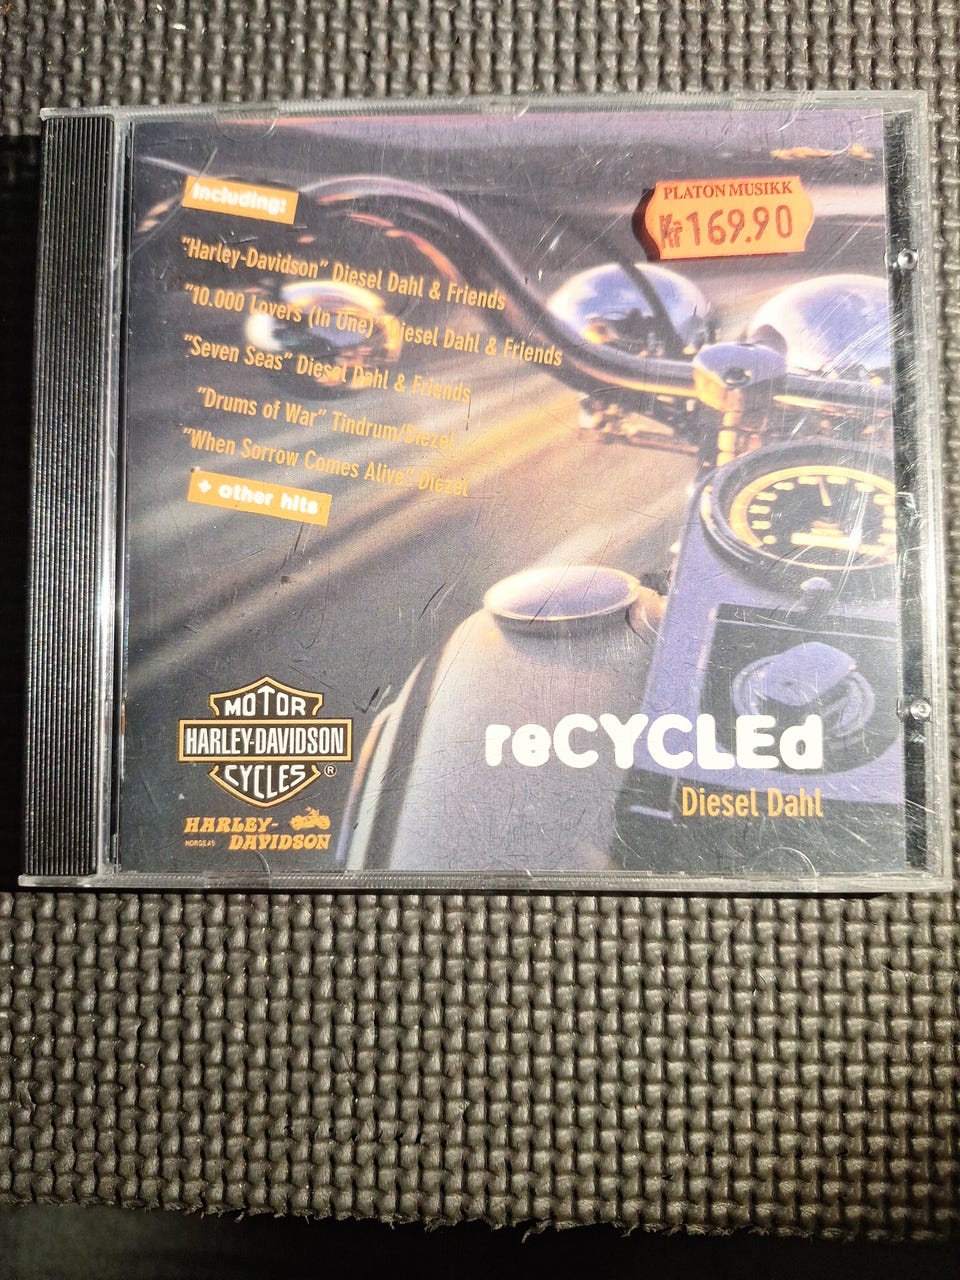 including:
PLATON MUSIKK
Kr169.90
"Harley-Davidson" Diesel Dahl & Friends
"10.000 Lovers (In One)" Diesel Dahl & Friends
"Seven Seas" Diesel Dahl & Friends
"Drums of War" Tindrum/Diezel
"When Sorrow Comes Alive" Diezel
+ other hits
MOTOR
HARLEY-DAVIDSON
CYCLES ®
reCYCLEd
Diesel Dahl
HARLEY-
NORGE AS DAVIDSON